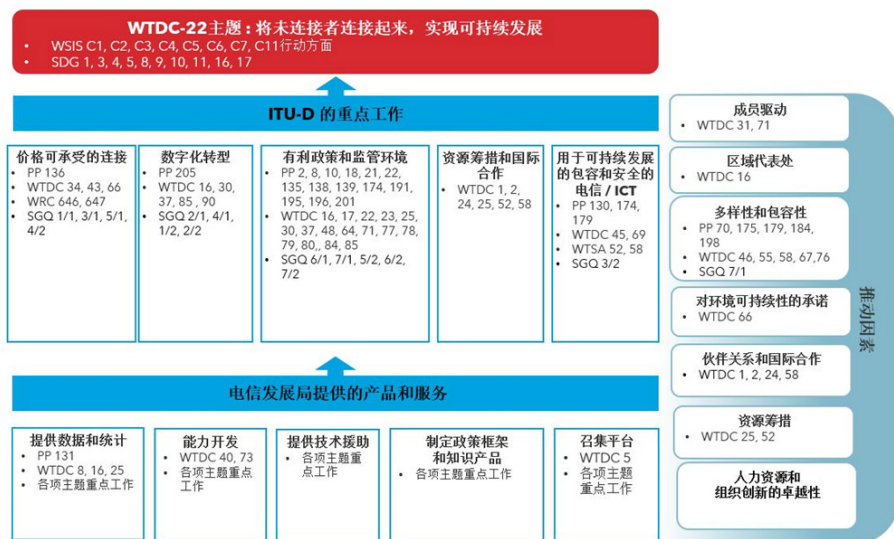 WTDC-22主题：将未连接者连接起来，实现可持续发展
• WSIS C1, C2, C3, C4, C5, C6, C7, C11行动方面
• SDG 1, 3, 4, 5, 8, 9, 10, 11, 16, 17
ITU-D 的重点工作
价格可承受的连接
• PP 136
• WTDC 34, 43, 66
• WRC 646, 647
• SGQ 1/1, 3/1, 5/1,
4/2
数字化转型
• PP 205
• WTDC 16, 30,
37, 85 , 90
• SGQ 2/1, 4/1,
1/2, 2/2
有利政策和监管环境
• PP 2, 8, 10, 18, 21, 22,
135, 138, 139, 174, 191,
195, 196, 201
• WTDC 16, 17, 22, 23, 25,
30, 37, 48, 64, 71, 77, 78,
79, 80,, 84, 85
• SGQ 6/1, 7/1, 5/2, 6/2,
7/2
资源筹措和国际
合作
• WTDC 1, 2,
24, 25, 52, 58
用于可持续发展
的包容和安全的
电信 / ICT
• PP 130, 174,
179
• WTDC 45, 69
• WTSA 52, 58
• SGQ 3/2
电信发展局提供的产品和服务
提供数据和统计
• PP 131
• WTDC 8, 16, 25
• 各项主题重点工作
能力开发
• WTDC 40, 73
• 各项主题重点
工作
提供技术援助
• 各项主题重
点工作
制定政策框架
和知识产品
• 各项主题重点工作
召集平台
• WTDC 5
• 各项主题
重点工作
成员驱动
• WTDC 31, 71
区域代表处
• WTDC 16
多样性和包容性
• PP 70, 175, 179, 184,
198
• WTDC 46, 55, 58, 67,76
• SGQ 7/1
对环境可持续性的承诺
• WTDC 66
伙伴关系和国际合作
• WTDC 1, 2, 24, 58
资源筹措
• WTDC 25, 52
人力资源和
组织创新的卓越性
推动因素